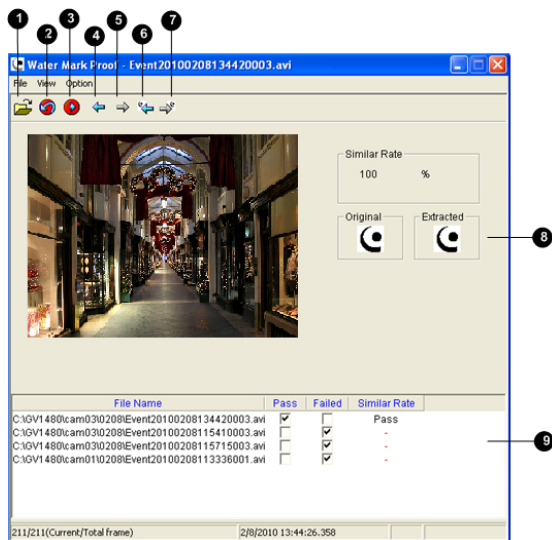 1 2 3 4 5 6 7
Water Mark Proof - Event20100208134420003.avi
File View Option
Similar Rate
100 %
Original Extracted
8
File Name Pass Failed Similar Rate
C:\GV1480\cam03\0208\Event20100208134420003.avi Pass
C:\GV1480\cam03\0208\Event20100208115410003.avi -
C:\GV1480\cam03\0208\Event20100208115715003.avi -
C:\GV1480\cam01\0208\Event20100208113336001.avi -
9
211/211(Current/Total frame) 2/8/2010 13:44:26.358